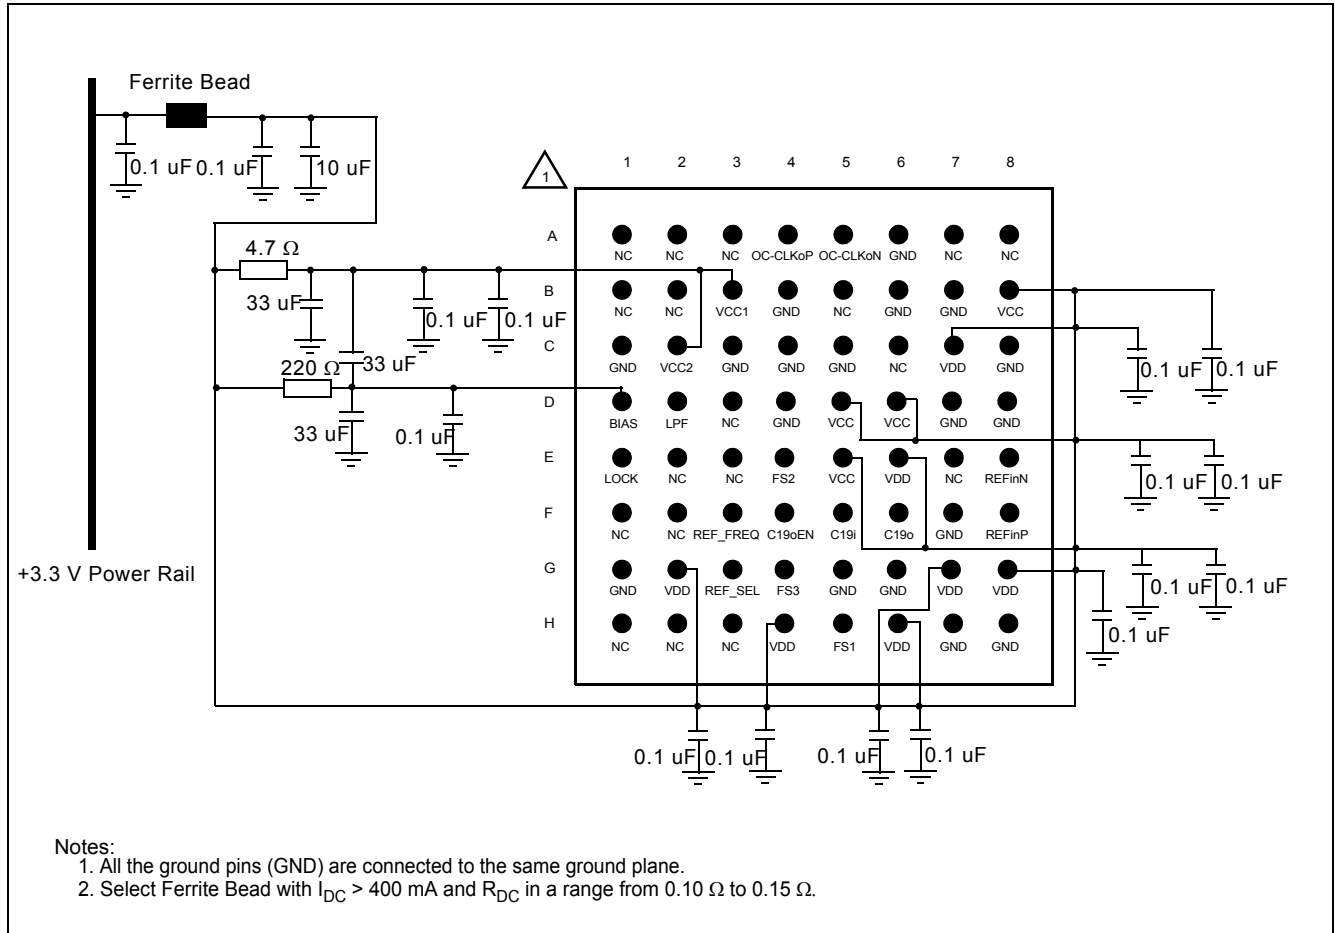 Ferrite Bead
0.1 uF 0.1 uF 10 uF
+3.3 V Power Rail
4.7 Ω
33 uF
0.1 uF 0.1 uF
33 uF
220 Ω
33 uF 0.1 uF
1
1 2 3 4 5 6 7 8
A
NC NC NC OC-CLKoP OC-CLKoN GND NC NC
B
NC NC VCC1 GND NC GND GND VCC
C
GND VCC2 GND GND GND NC VDD GND
D
BIAS LPF NC GND VCC VCC GND GND
E
LOCK NC NC FS2 VCC VDD NC REFinN
F
NC NC REF_FREQ C19oEN C19i C19o GND REFinP
G
GND VDD REF_SEL FS3 GND GND VDD VDD
H
NC NC NC VDD FS1 VDD GND GND
0.1 uF 0.1 uF
0.1 uF 0.1 uF
0.1 uF 0.1 uF
0.1 uF
0.1 uF 0.1 uF 0.1 uF 0.1 uF
Notes:
1. All the ground pins (GND) are connected to the same ground plane.
2. Select Ferrite Bead with IDC > 400 mA and RDC in a range from 0.10 Ω to 0.15 Ω.